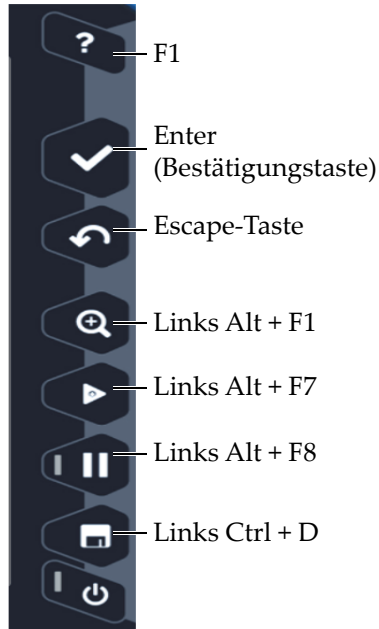 ?
F1
Enter
(Bestätigungstaste)
Escape-Taste
Links Alt + F1
Links Alt + F7
Links Alt + F8
Links Ctrl + D